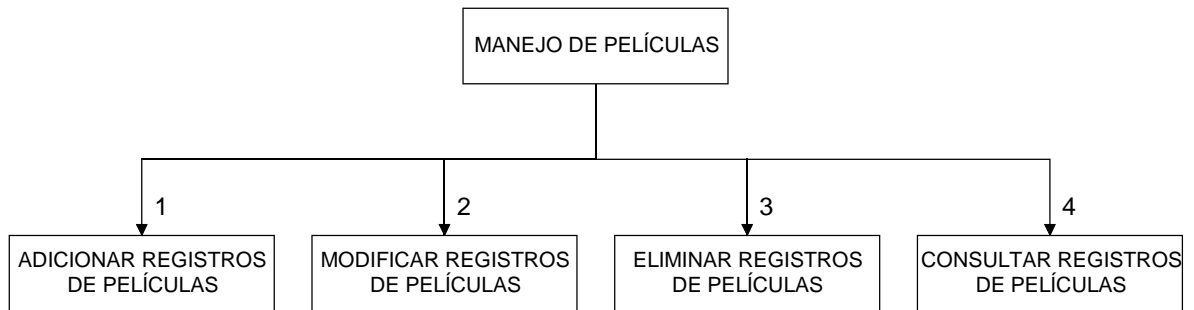 MANEJO DE PELÍCULAS
1
2
3
4
ADICIONAR REGISTROS
DE PELÍCULAS
MODIFICAR REGISTROS
DE PELÍCULAS
ELIMINAR REGISTROS
DE PELÍCULAS
CONSULTAR REGISTROS
DE PELÍCULAS